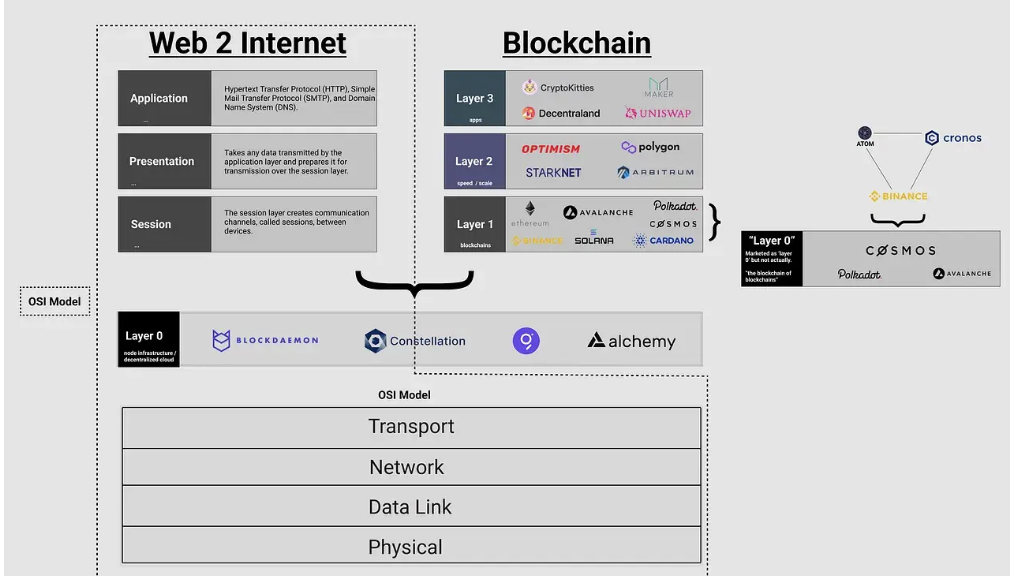 Web 2 Internet
Application
...
Hypertext Transfer Protocol (HTTP), Simple
Mail Transfer Protocol (SMTP), and Domain
Name System (DNS).
Presentation
...
Takes any data transmitted by the
application layer and prepares it for
transmission over the session layer.
Session
...
The session layer creates communication
channels, called sessions, between
devices.
Blockchain
Layer 3
apps
CryptoKitties
MAKER
Decentraland
UNISWAP
Layer 2
speed / scale
OPTIMISM
polygon
STARKNET
ARBITRUM
Layer 1
blockchains
ethereum
AVALANCHE
Polkadot.
COSMOS
BINANCE
SOLANA
CARDANO
ATOM
cronos
BINANCE
"Layer 0"
Marketed as 'layer
0' but not actually.
"the blockchain of
blockchains"
COSMOS
Polkadot
AVALANCHE
OSI Model
Layer 0
node infrastructure /
decentralized cloud
BLOCKDAEMON
Constellation
alchemy
OSI Model
Transport
Network
Data Link
Physical